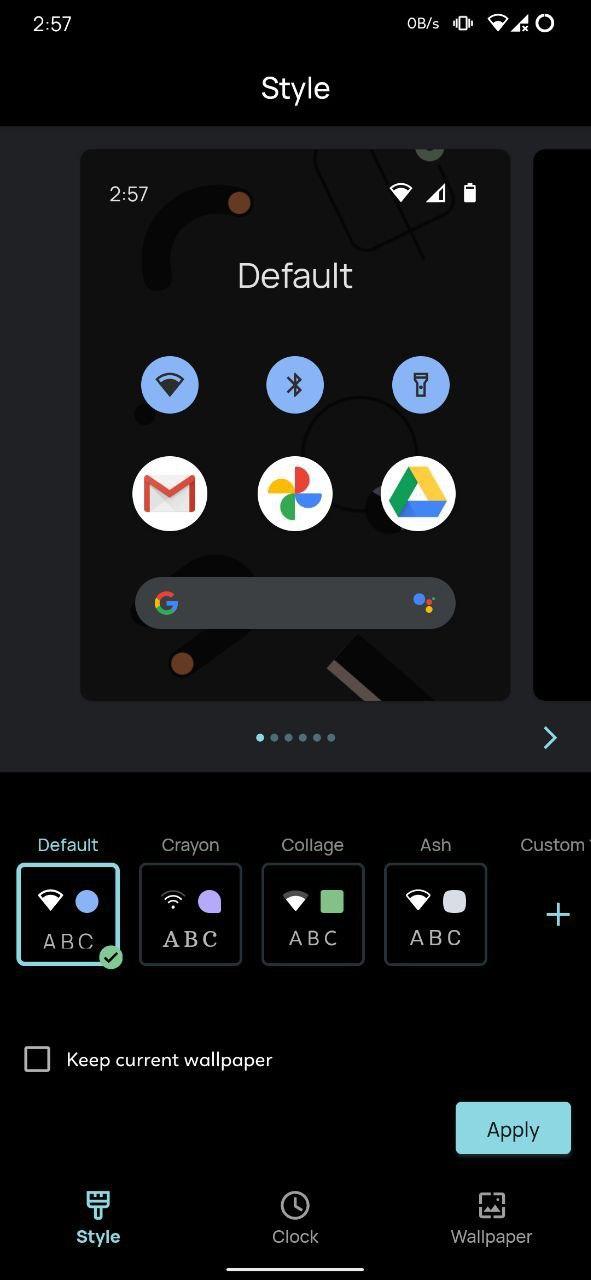 2:57
0B/s
Style
2:57
Default
Default
Crayon
Collage
Ash
Custom
ABC
ABC
ABC
ABC
Keep current wallpaper
Apply
Style
Clock
Wallpaper